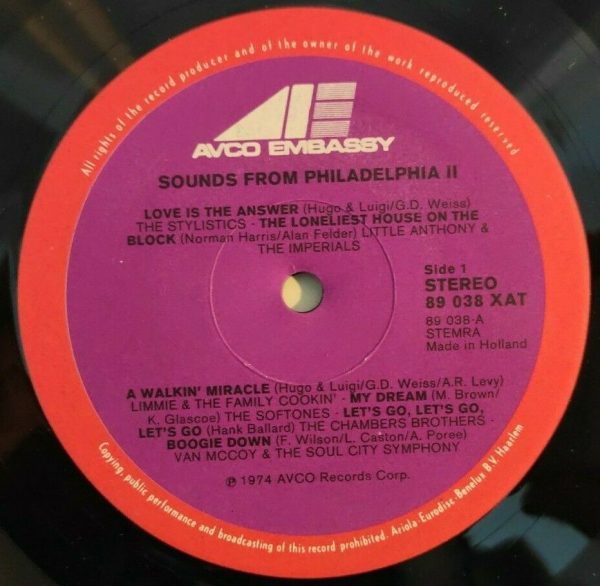 All rights of the record producer and of the owner of the work reproduced reserved
AVCO EMBASSY
SOUNDS FROM PHILADELPHIA II
LOVE IS THE ANSWER (Hugo & Luigi/G.D. Weiss)
THE STYLISTICS - THE LONELIEST HOUSE ON THE
BLOCK (Norman Harris/Alan Felder) LITTLE ANTHONY &
THE IMPERIALS
Side 1
STEREO
89 038 XAT
89 038-A
STEMRA
Made in Holland
A WALKIN' MIRACLE (Hugo & Luigi/G.D. Weiss/A.R. Levy)
LIMMIE & THE FAMILY COOKIN' - MY DREAM (M. Brown/
K. Glascoe) THE SOFTONES - LET'S GO, LET'S GO,
LET'S GO (Hank Ballard) THE CHAMBERS BROTHERS -
BOOGIE DOWN (F. Wilson/L. Caston/A. Poree)
VAN McCOY & THE SOUL CITY SYMPHONY
℗ 1974 AVCO Records Corp.
Copying, public performance and broadcasting of this record prohibited. Ariola-Eurodisc-Benelux B.V. Haarlem